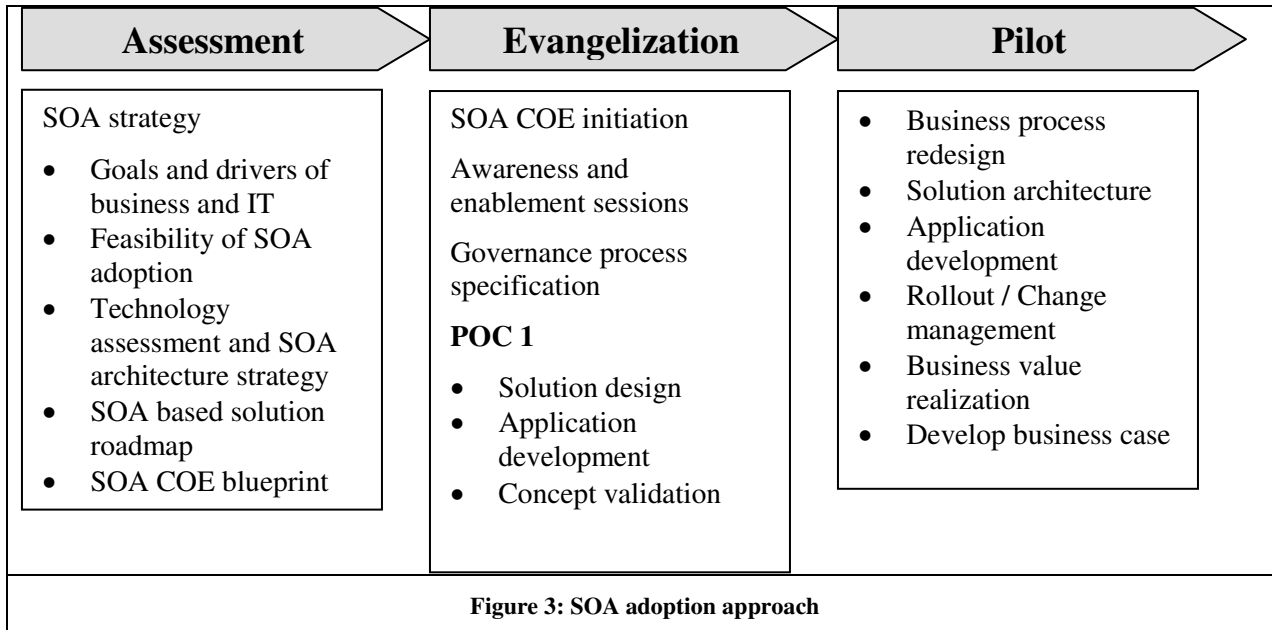 Assessment
Evangelization
Pilot
SOA strategy
• Goals and drivers of
business and IT
• Feasibility of SOA
adoption
• Technology
assessment and SOA
architecture strategy
• SOA based solution
roadmap
• SOA COE blueprint
SOA COE initiation
Awareness and
enablement sessions
Governance process
specification
POC 1
• Solution design
• Application
development
• Concept validation
• Business process
redesign
• Solution architecture
• Application
development
• Rollout / Change
management
• Business value
realization
• Develop business case
Figure 3: SOA adoption approach